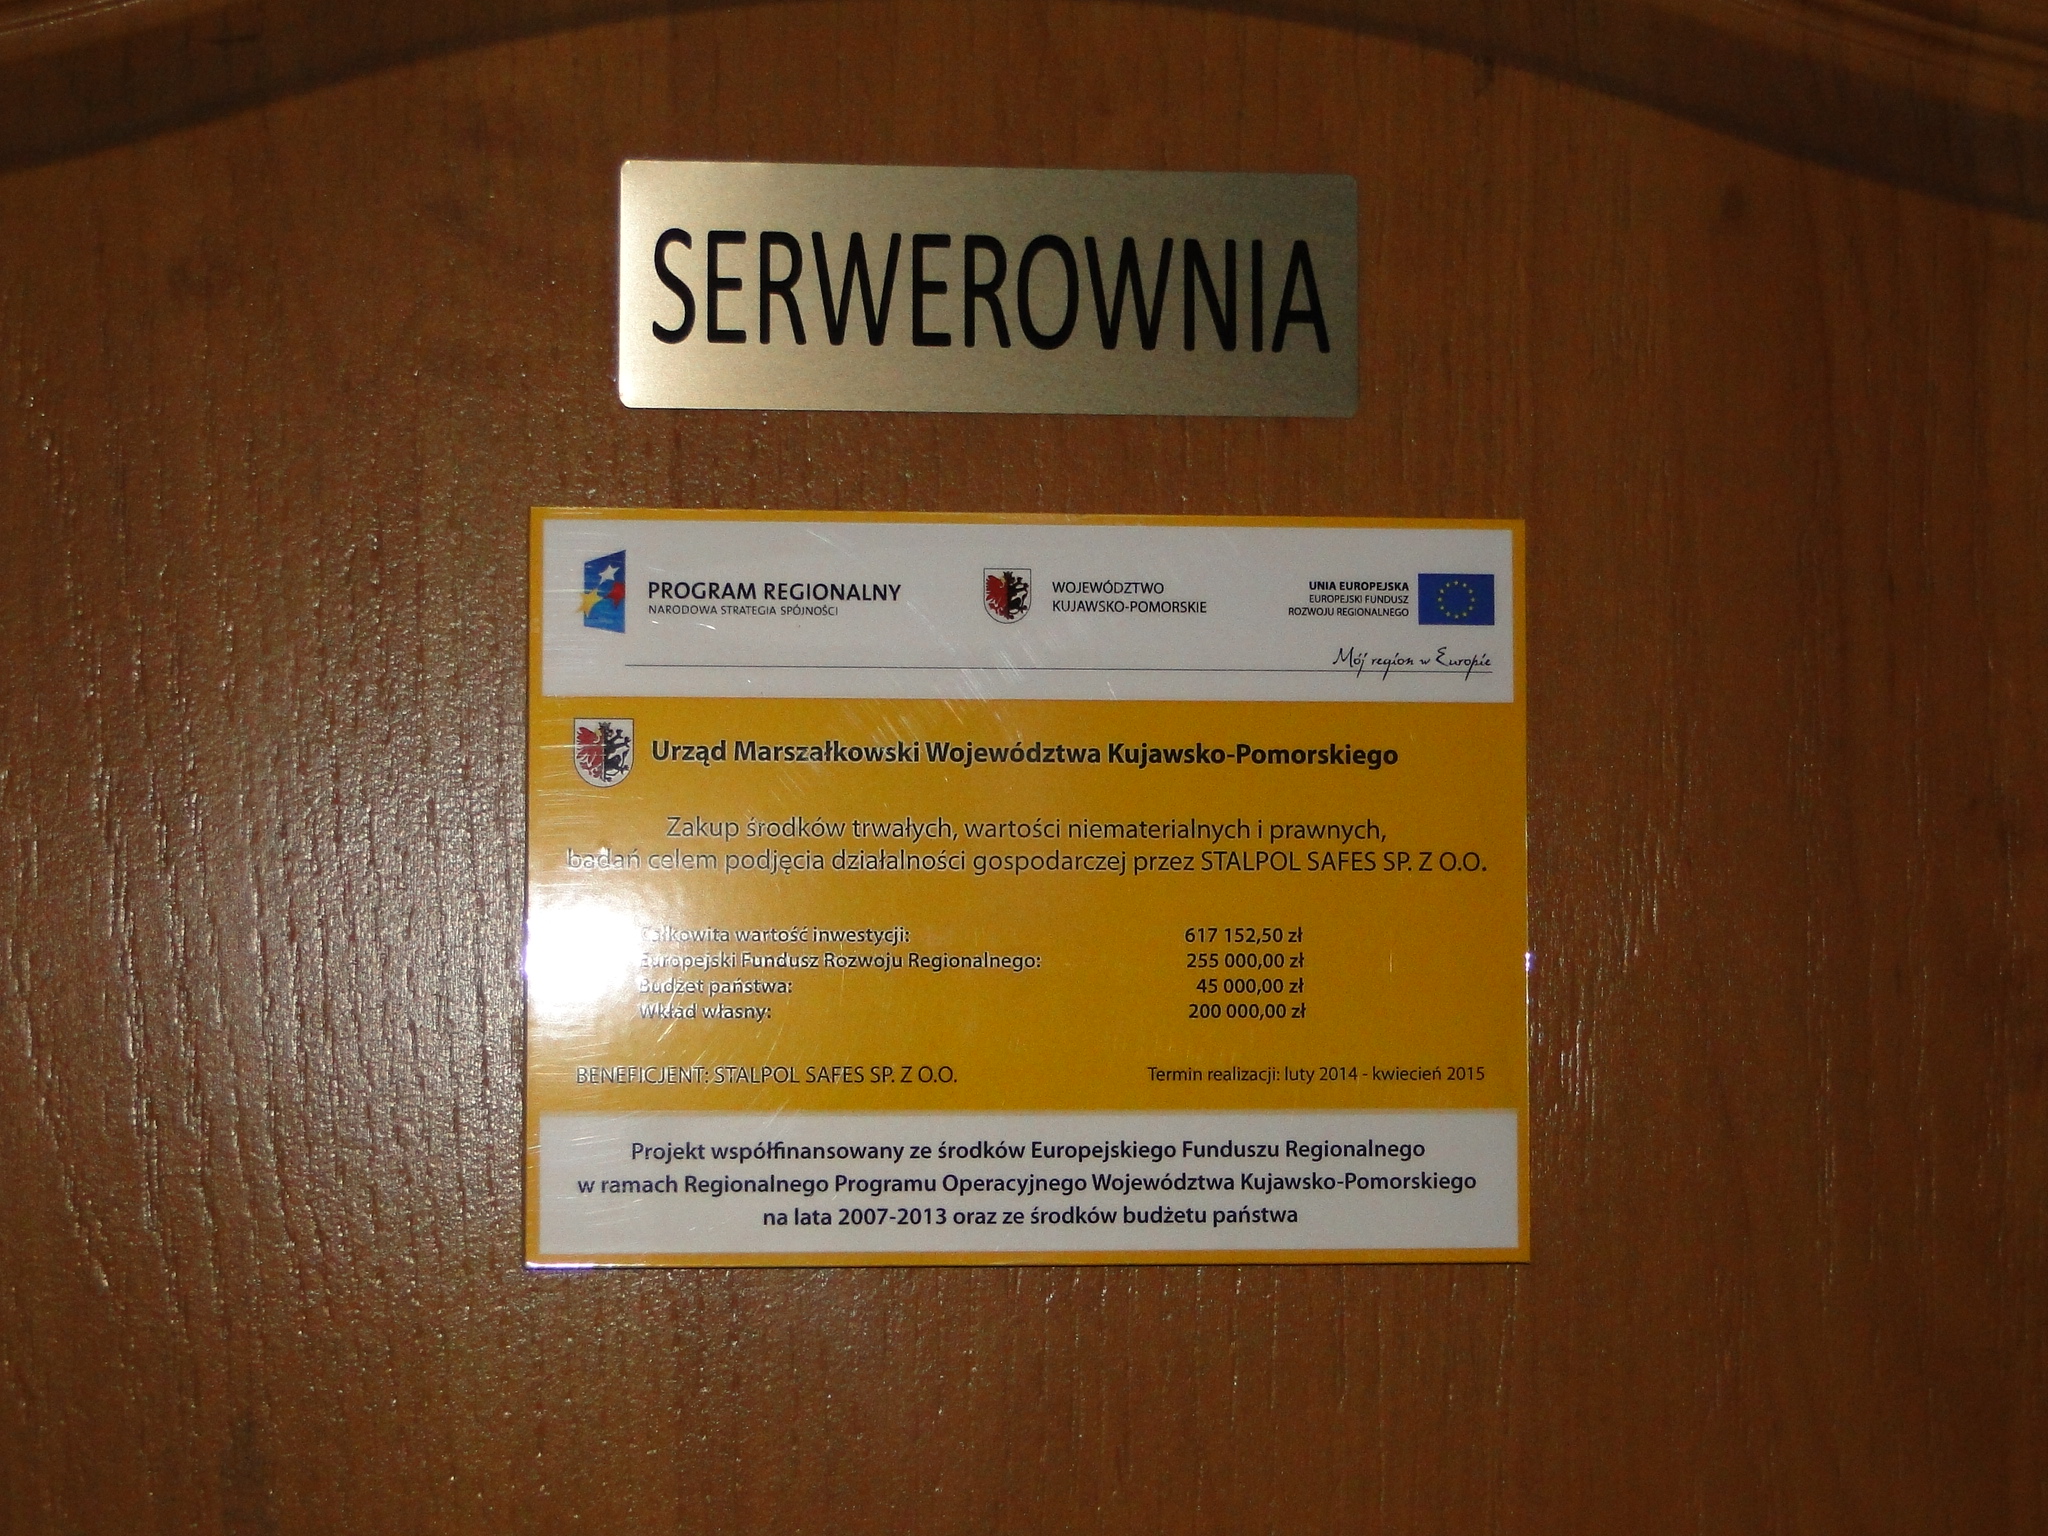 SERWEROWNIA
PROGRAM REGIONALNY
NARODOWA STRATEGIA SPÓJNOŚCI
WOJEWÓDZTWO
KUJAWSKO-POMORSKIE
UNIA EUROPEJSKA
EUROPEJSKI FUNDUSZ
ROZWOJU REGIONALNEGO
Mój region w Europie
Urząd Marszałkowski Województwa Kujawsko-Pomorskiego
Zakup środków trwałych, wartości niematerialnych i prawnych,
badań celem podjęcia działalności gospodarczej przez STALPOL SAFES SP. Z O.O.
Całkowita wartość inwestycji: 617 152,50 zł
Europejski Fundusz Rozwoju Regionalnego: 255 000,00 zł
Budżet państwa: 45 000,00 zł
Wkład własny: 200 000,00 zł
BENEFICJENT: STALPOL SAFES SP. Z O.O. Termin realizacji: luty 2014 - kwiecień 2015
Projekt współfinansowany ze środków Europejskiego Funduszu Regionalnego
w ramach Regionalnego Programu Operacyjnego Województwa Kujawsko-Pomorskiego
na lata 2007-2013 oraz ze środków budżetu państwa